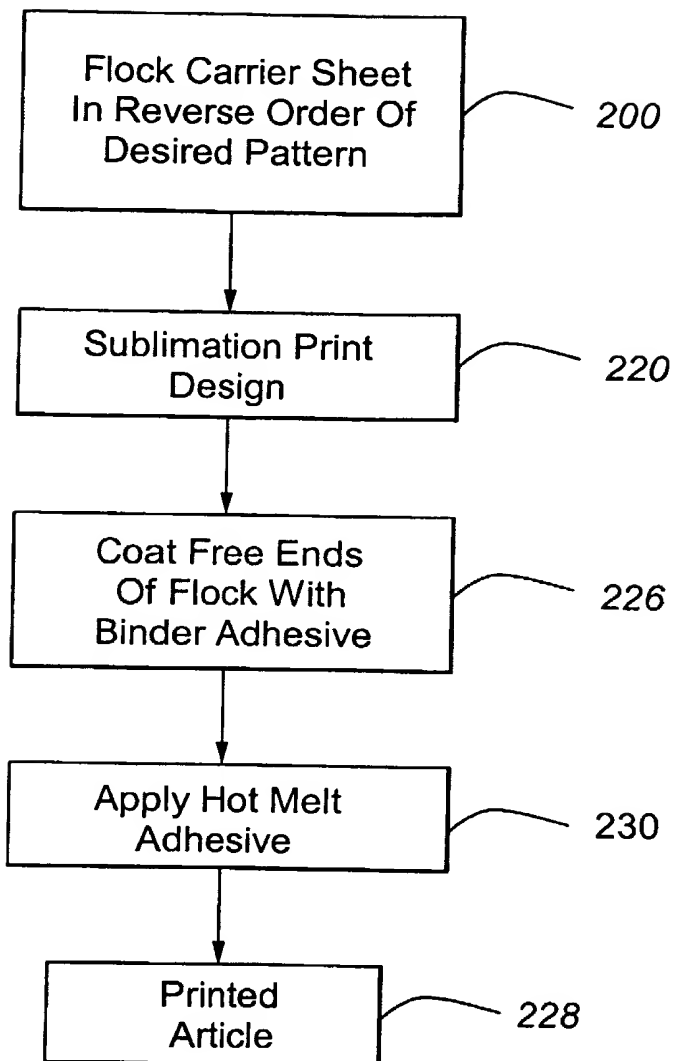 Flock Carrier Sheet
In Reverse Order Of
Desired Pattern
200
Sublimation Print
Design
220
Coat Free Ends
Of Flock With
Binder Adhesive
226
Apply Hot Melt
Adhesive
230
Printed
Article
228